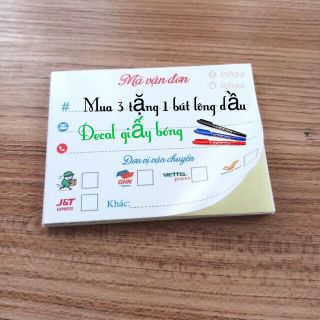 Mã vận đơn
inhpa
inhpa
# Mua 3 tặng 1 bút lông dầu
Decal giấy bóng
Đơn vị vận chuyển
GHN
VIETTEL post
J&T EXPRESS
Khác: